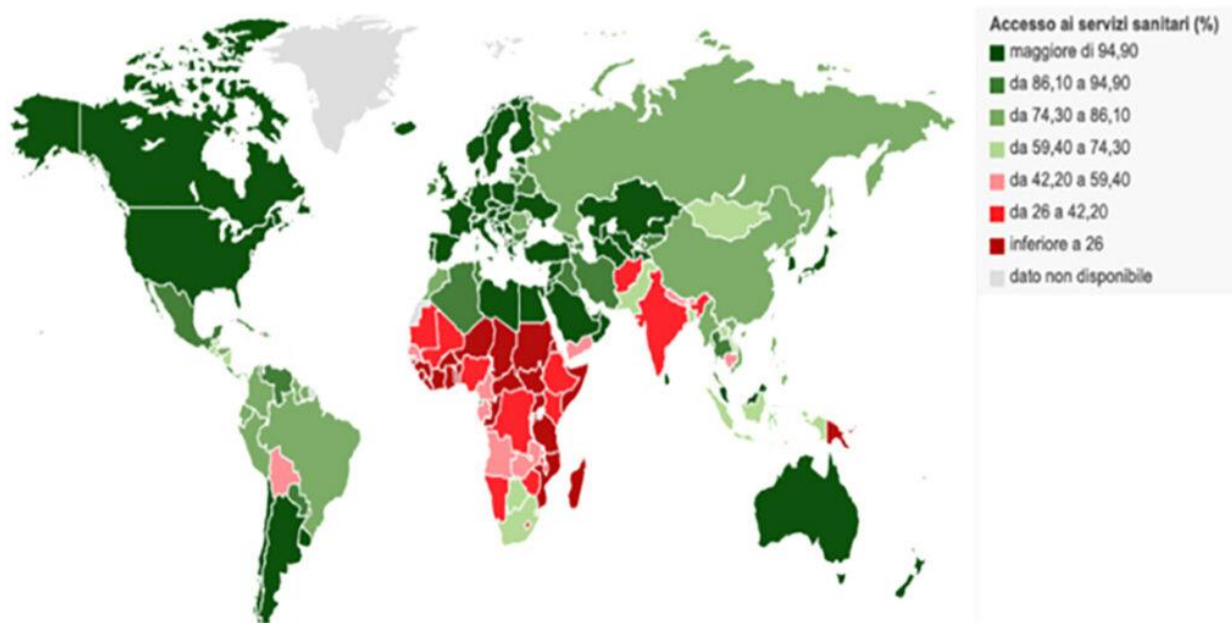 Accesso ai servizi sanitari (%)
maggiore di 94,90
da 86,10 a 94,90
da 74,30 a 86,10
da 59,40 a 74,30
da 42,20 a 59,40
da 26 a 42,20
inferiore a 26
dato non disponibile